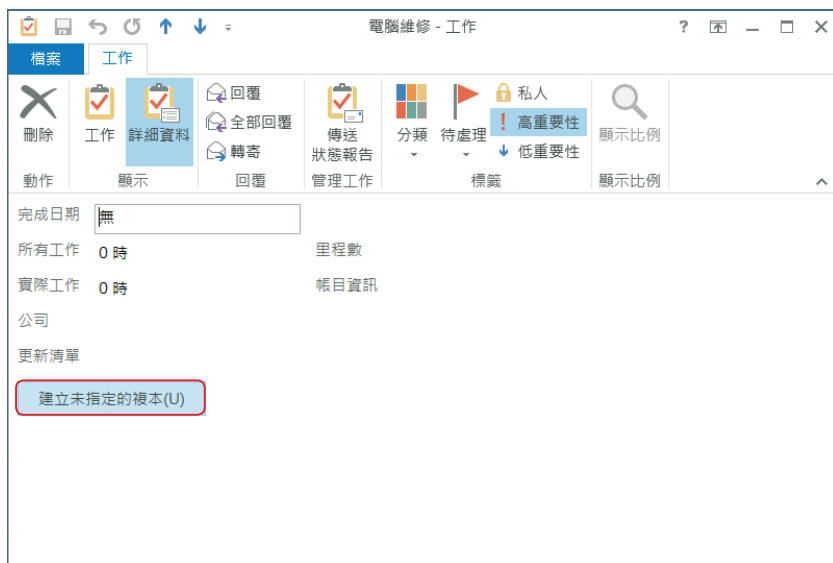 電腦維修 - 工作
?
檔案 工作
刪除 工作 詳細資料 回覆 全部回覆 轉寄 傳送 狀態報告 分類 待處理 私人 高重要性 低重要性 顯示比例
動作 顯示 回覆 管理工作 標籤 顯示比例
完成日期 無
所有工作 0 時 里程數
實際工作 0 時 帳目資訊
公司
更新清單
建立未指定的複本(U)